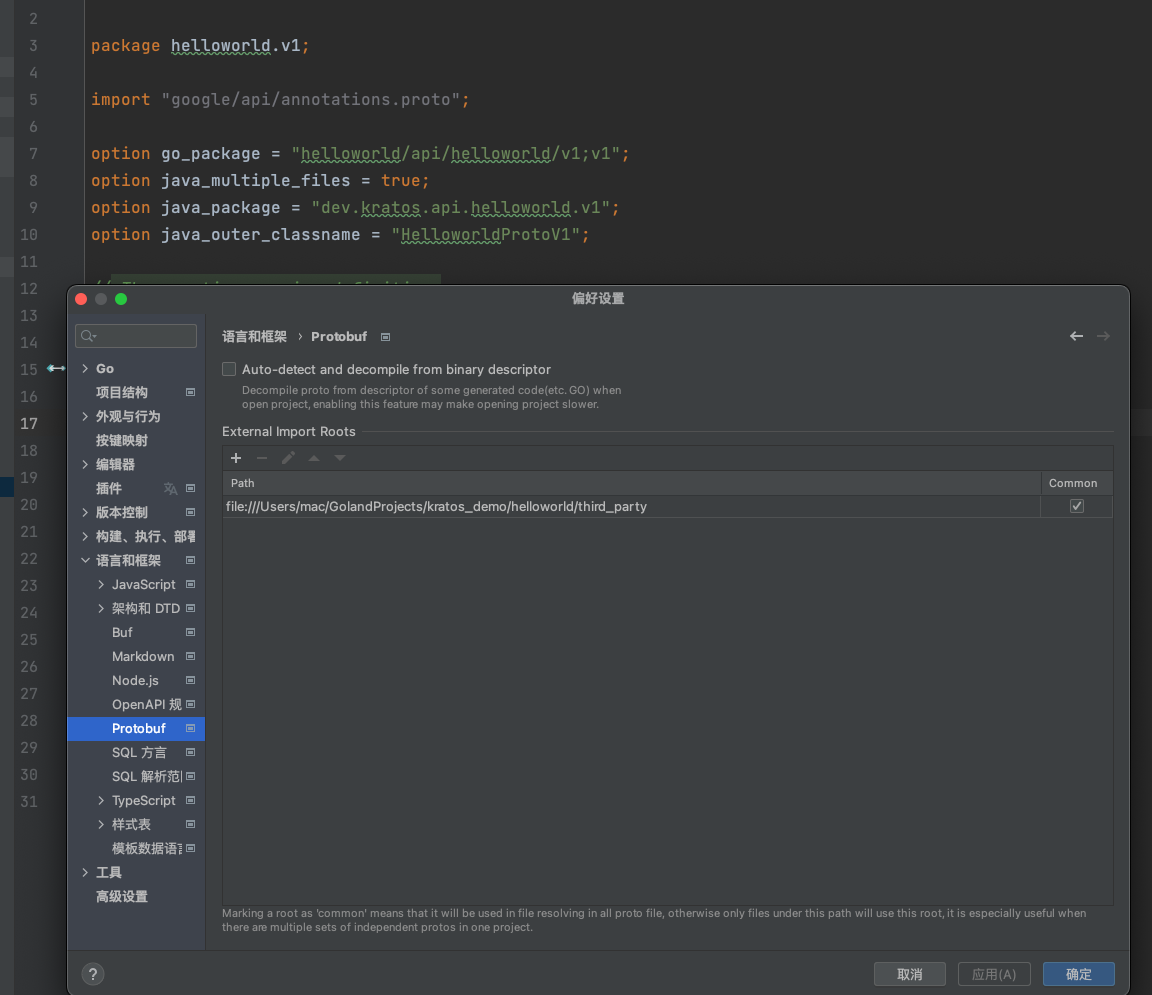 2
3 package helloworld.v1;
4
5 import "google/api/annotations.proto";
6
7 option go_package = "helloworld/api/helloworld/v1;v1";
8 option java_multiple_files = true;
9 option java_package = "dev.kratos.api.helloworld.v1";
10 option java_outer_classname = "HelloworldProtoV1";
11
12
13
14
15
16
17
18
19
20
21
22
23
24
25
26
27
28
29
30
31
偏好设置
Go
项目结构
外观与行为
按键映射
编辑器
插件
版本控制
构建、执行、部署
语言和框架
JavaScript
架构和 DTD
Buf
Markdown
Node.js
OpenAPI 规
Protobuf
SQL 方言
SQL 解析范
TypeScript
样式表
模板数据语言
工具
高级设置
语言和框架 › Protobuf
Auto-detect and decompile from binary descriptor
Decompile proto from descriptor of some generated code(etc. GO) when
open project, enabling this feature may make opening project slower.
External Import Roots
Path Common
file:///Users/mac/GolandProjects/kratos_demo/helloworld/third_party
Marking a root as 'common' means that it will be used in file resolving in all proto file, otherwise only files under this path will use this root, it is especially useful when
there are multiple sets of independent protos in one project.
?
取消 应用(A) 确定